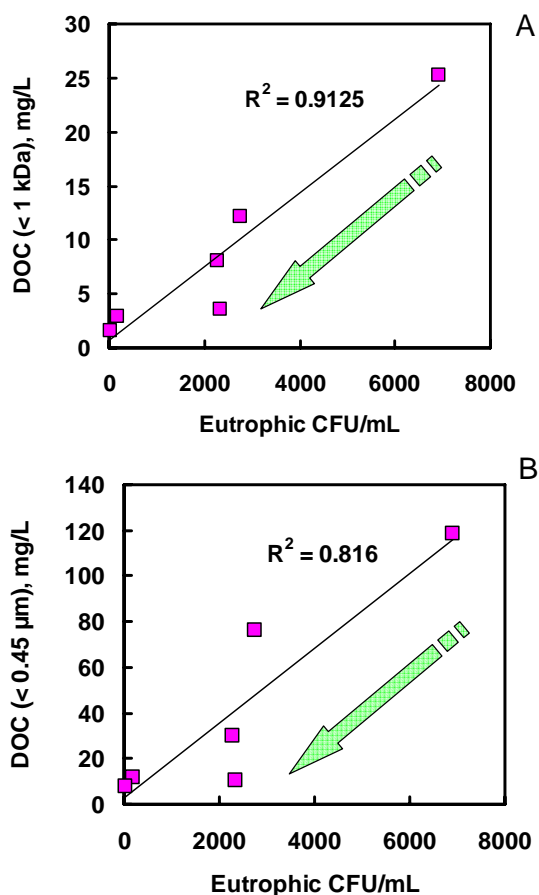 A
30
25
20
15
10
5
0
DOC (< 1 kDa), mg/L
R² = 0.9125
0 2000 4000 6000 8000
Eutrophic CFU/mL
B
140
120
100
80
60
40
20
0
DOC (< 0.45 µm), mg/L
R² = 0.816
0 2000 4000 6000 8000
Eutrophic CFU/mL